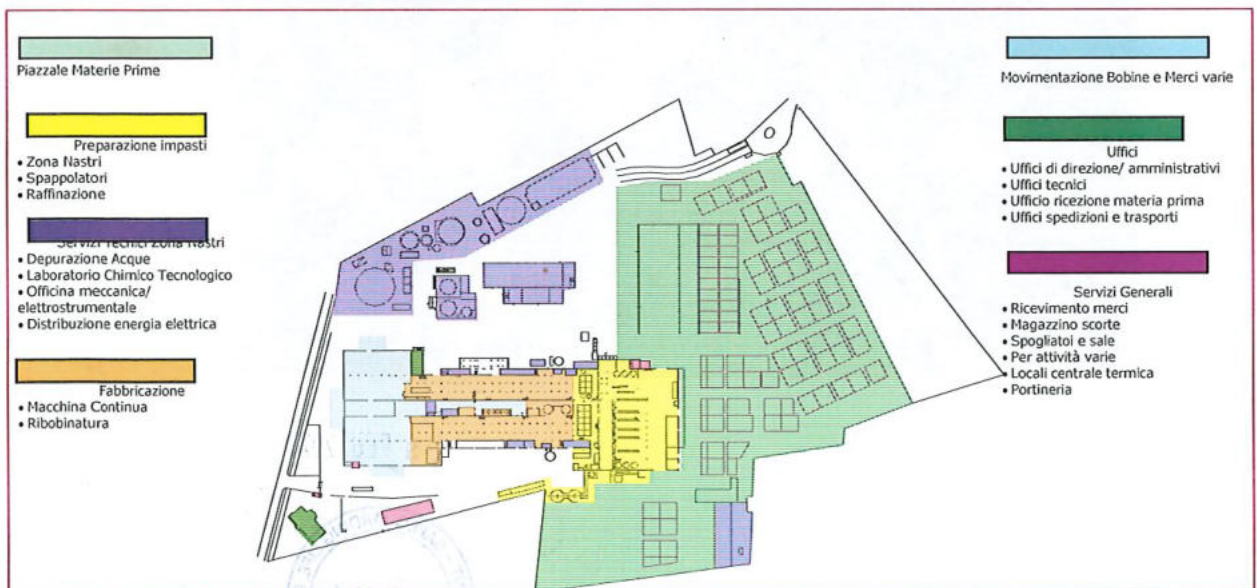 Piazzale Materie Prime
Preparazione impasti
• Zona Nastri
• Spappolatori
• Raffinazione
Servizi Tecnici Zona Nastri
• Depurazione Acque
• Laboratorio Chimico Tecnologico
• Officina meccanica/
elettrostrumentale
• Distribuzione energia elettrica
Fabbricazione
• Macchina Continua
• Ribobinatura
Movimentazione Bobine e Merci varie
Uffici
• Uffici di direzione/ amministrativi
• Uffici tecnici
• Ufficio ricezione materia prima
• Uffici spedizioni e trasporti
Servizi Generali
• Ricevimento merci
• Magazzino scorte
• Spogliatoi e sale
• Per attività varie
• Locali centrale termica
• Portineria